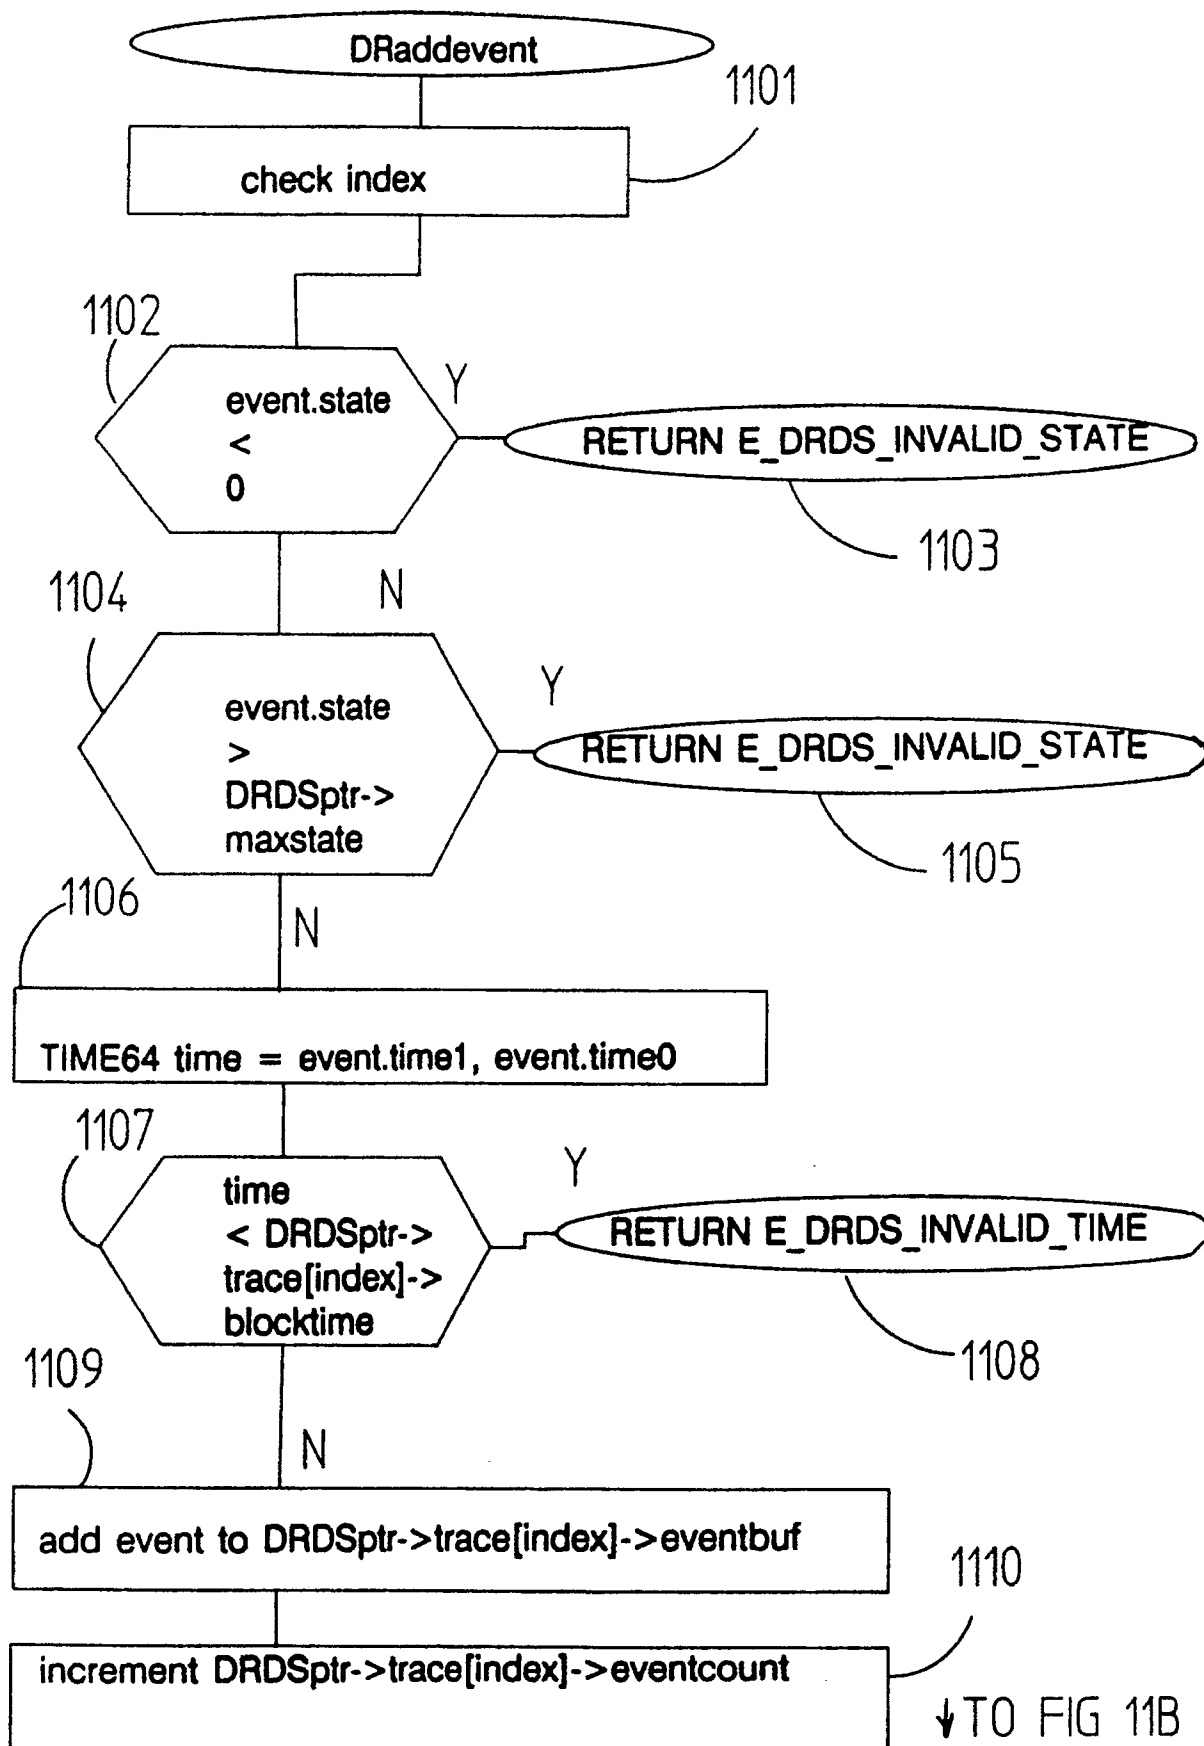 DRaddevent
1101
check index
1102
event.state
<
0
Y
RETURN E_DRDS_INVALID_STATE
1103
N
1104
event.state
>
DRDSptr->
maxstate
Y
RETURN E_DRDS_INVALID_STATE
1105
N
1106
TIME64 time = event.time1, event.time0
1107
time
< DRDSptr->
trace[index]->
blocktime
Y
RETURN E_DRDS_INVALID_TIME
1108
N
1109
add event to DRDSptr->trace[index]->eventbuf
1110
increment DRDSptr->trace[index]->eventcount
↓TO FIG 11B